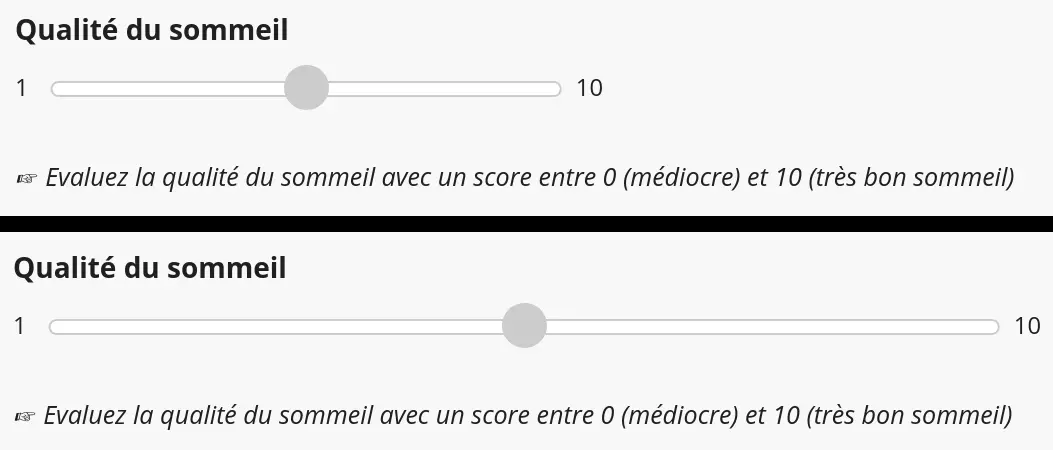 Qualité du sommeil
1 10
☞ Evaluez la qualité du sommeil avec un score entre 0 (médiocre) et 10 (très bon sommeil)
Qualité du sommeil
1 10
☞ Evaluez la qualité du sommeil avec un score entre 0 (médiocre) et 10 (très bon sommeil)